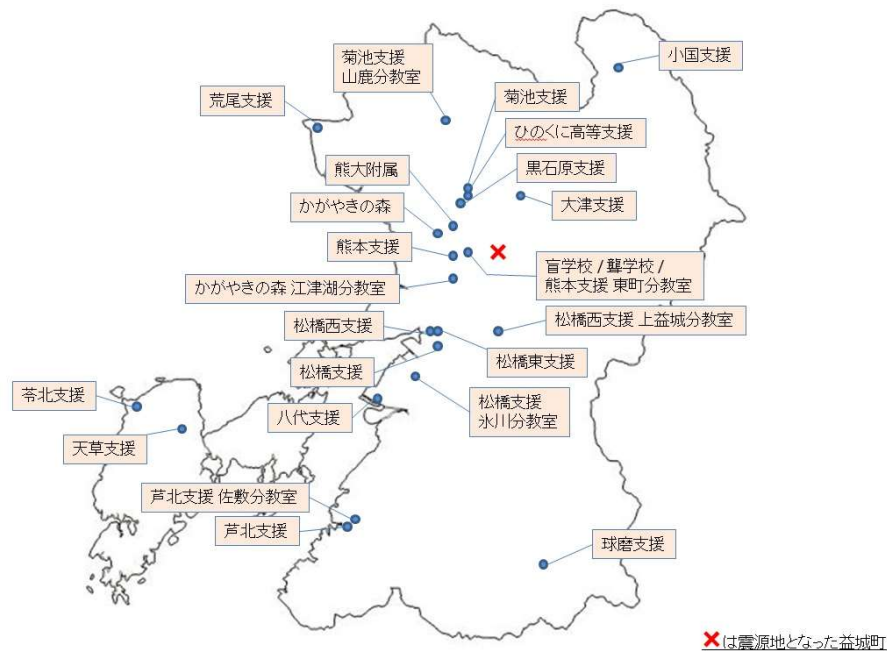 小国支援
菊池支援
山鹿分教室
荒尾支援
菊池支援
ひのくに高等支援
熊大附属
黒石原支援
かがやきの森
大津支援
熊本支援
盲学校 / 聾学校 /
熊本支援 東町分教室
かがやきの森 江津湖分教室
松橋西支援
松橋西支援 上益城分教室
松橋東支援
松橋支援
苓北支援
八代支援
松橋支援
氷川分教室
天草支援
芦北支援 佐敷分教室
芦北支援
球磨支援
×は震源地となった益城町